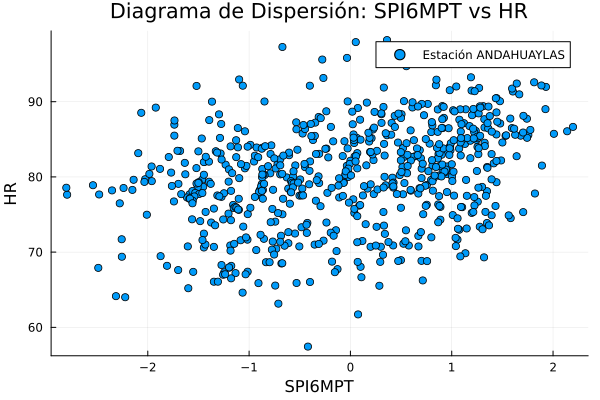 Diagrama de Dispersión: SPI6MPT vs HR
Estación ANDAHUAYLAS
HR
90
80
70
60
−2
−1
0
1
2
SPI6MPT